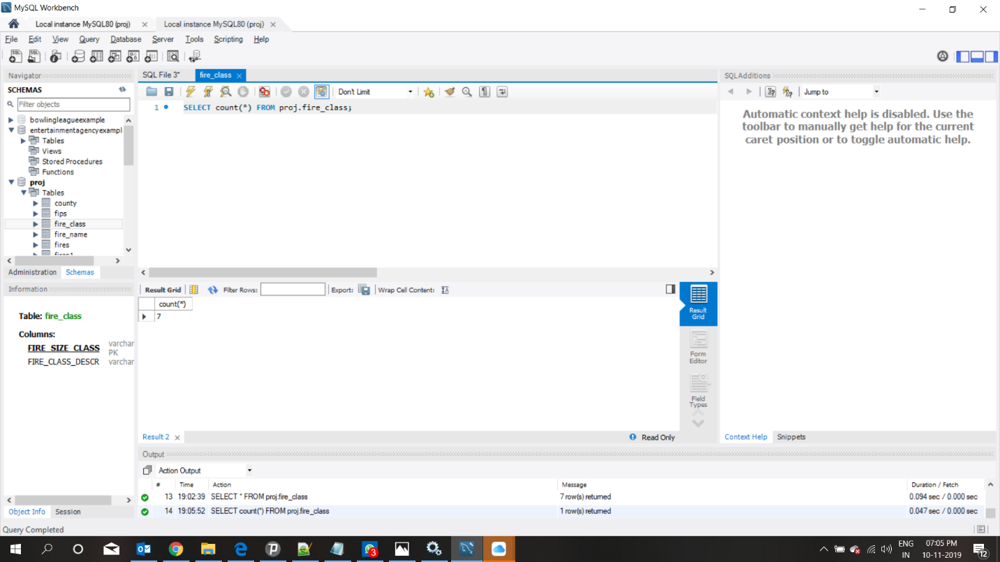 MySQL Workbench
Local instance MySQL80 (proj) Local instance MySQL80 (proj)
File Edit View Query Database Server Tools Scripting Help
Navigator
SCHEMAS
Filter objects
bowlingleagueexample
entertainmentagencyexampl
Tables
Views
Stored Procedures
Functions
proj
Tables
county
fips
fire_class
fire_name
fires
Administration Schemas
Information
Table: fire_class
Columns:
FIRE_SIZE_CLASS varchar
PK
FIRE_CLASS_DESCR varchar
Object Info Session
Query Completed
SQL File 3* fire_class
Don't Limit
1 SELECT count(*) FROM proj.fire_class;
Result Grid Filter Rows: Export: Wrap Cell Content:
count(*)
7
Result
Grid
Form
Editor
Field
Types
Result 2 Read Only
SQLAdditions
Jump to
Automatic context help is disabled. Use the
toolbar to manually get help for the current
caret position or to toggle automatic help.
Context Help Snippets
Output
Action Output
# Time Action Message Duration / Fetch
13 19:02:39 SELECT * FROM proj.fire_class 7 row(s) returned 0.094 sec / 0.000 sec
14 19:05:52 SELECT count(*) FROM proj.fire_class 1 row(s) returned 0.047 sec / 0.000 sec
3
ENG
IN
07:05 PM
10-11-2019
12